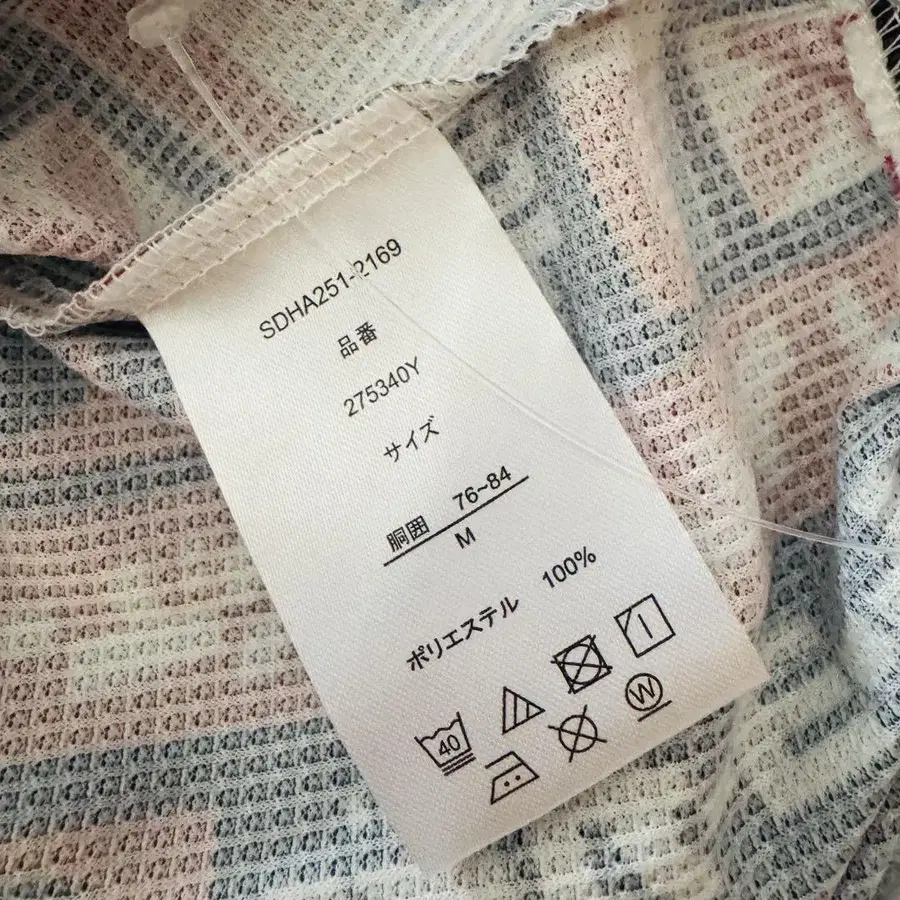 SDHA251-2169
品番
275340Y
サイズ
胴囲 76~84
M
ポリエステル 100%
40
W